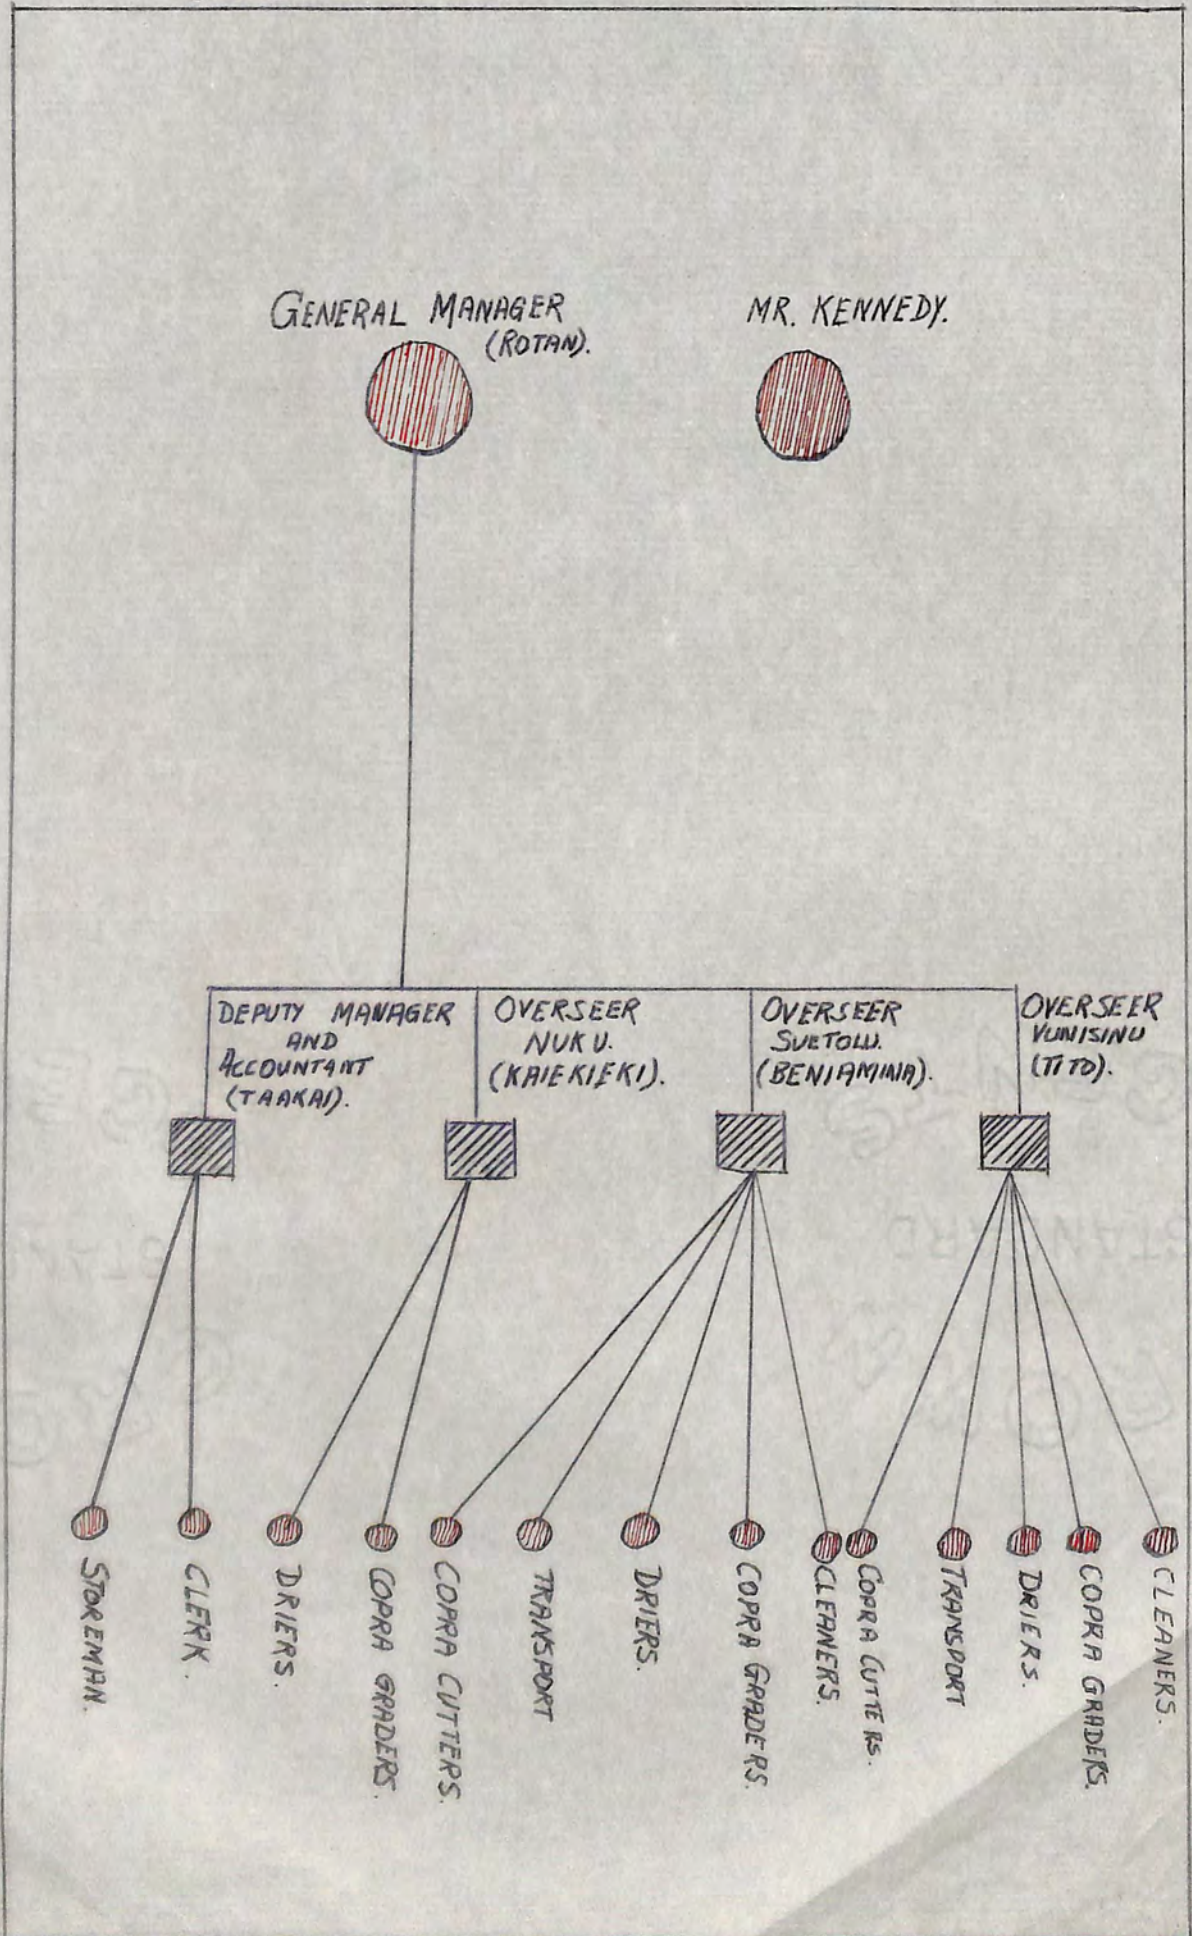 GENERAL MANAGER
(ROTAN).
MR. KENNEDY.
DEPUTY MANAGER
AND
ACCOUNTANT
(TAAKAI).
OVERSEER
NUKU.
(KAIEKIEKI).
OVERSEER
SUETOLU.
(BENIAMINA).
OVERSEER
VUNISINU
(TITO).
STOREMAN.
CLERK.
DRIERS.
COPRA GRADERS.
COPRA CUTTERS.
TRANSPORT
DRIERS.
COPRA GRADERS.
CLEANERS.
COPRA CUTTERS.
TRANSPORT
DRIERS.
COPRA GRADERS.
CLEANERS.